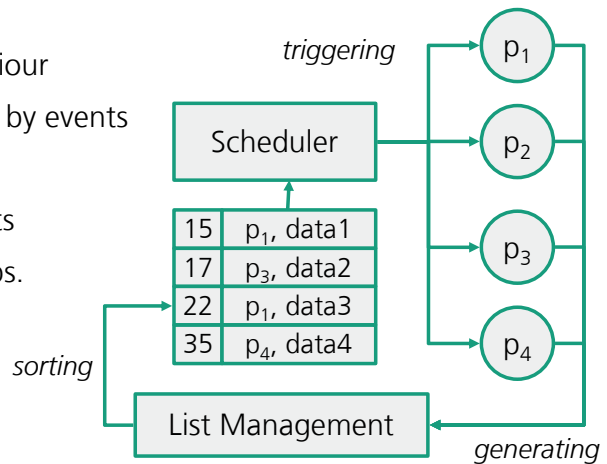 iour
by events
ts
os.
triggering
Scheduler
15 p₁, data1
17 p₃, data2
22 p₁, data3
35 p₄, data4
sorting
List Management
generating
p₁
p₂
p₃
p₄